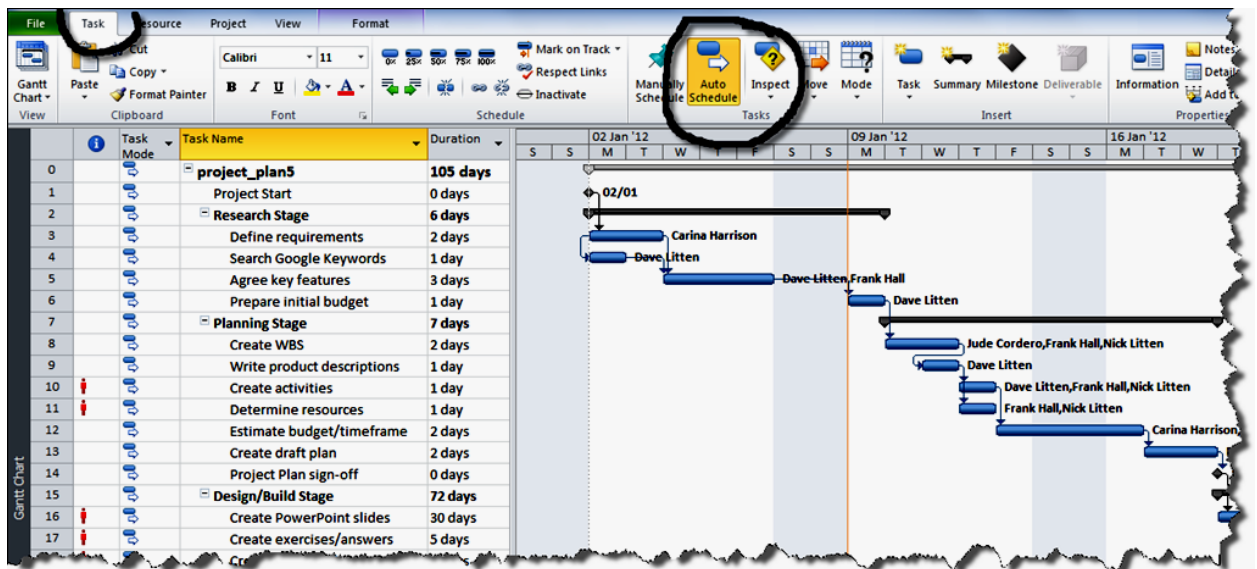 File Task Resource Project View Format
Cut
Copy
Format Painter
Paste
Gantt
Chart
Calibri 11
B I U A
0% 25% 50% 75% 100%
Mark on Track
Respect Links
Inactivate
Manually
Schedule
Auto
Schedule
Inspect Move Mode
Task Summary Milestone Deliverable
Information
Notes
Details
Add to
View Clipboard Font Schedule Tasks Insert Properties
Task
Mode
Task Name Duration
02 Jan '12 09 Jan '12 16 Jan '12
S S M T W T F S S M T W T F S S M T W T
0 project_plan5 105 days
1 Project Start 0 days 02/01
2 Research Stage 6 days
3 Define requirements 2 days Carina Harrison
4 Search Google Keywords 1 day Dave Litten
5 Agree key features 3 days Dave Litten,Frank Hall
6 Prepare initial budget 1 day Dave Litten
7 Planning Stage 7 days
8 Create WBS 2 days Jude Cordero,Frank Hall,Nick Litten
9 Write product descriptions 1 day Dave Litten
10 Create activities 1 day Dave Litten,Frank Hall,Nick Litten
11 Determine resources 1 day Frank Hall,Nick Litten
12 Estimate budget/timeframe 2 days Carina Harrison,
13 Create draft plan 2 days
14 Project Plan sign-off 0 days
15 Design/Build Stage 72 days
16 Create PowerPoint slides 30 days
17 Create exercises/answers 5 days
Gantt Chart